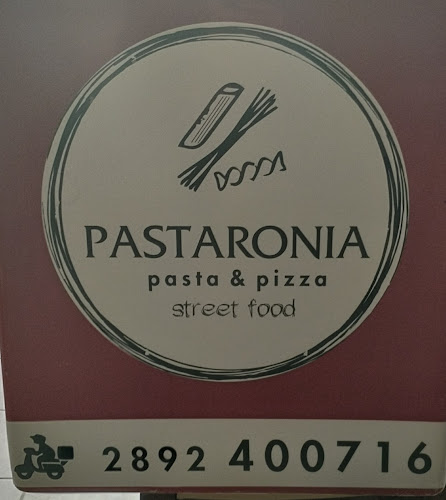 PASTARONIA
pasta & pizza
street food
2892 400716